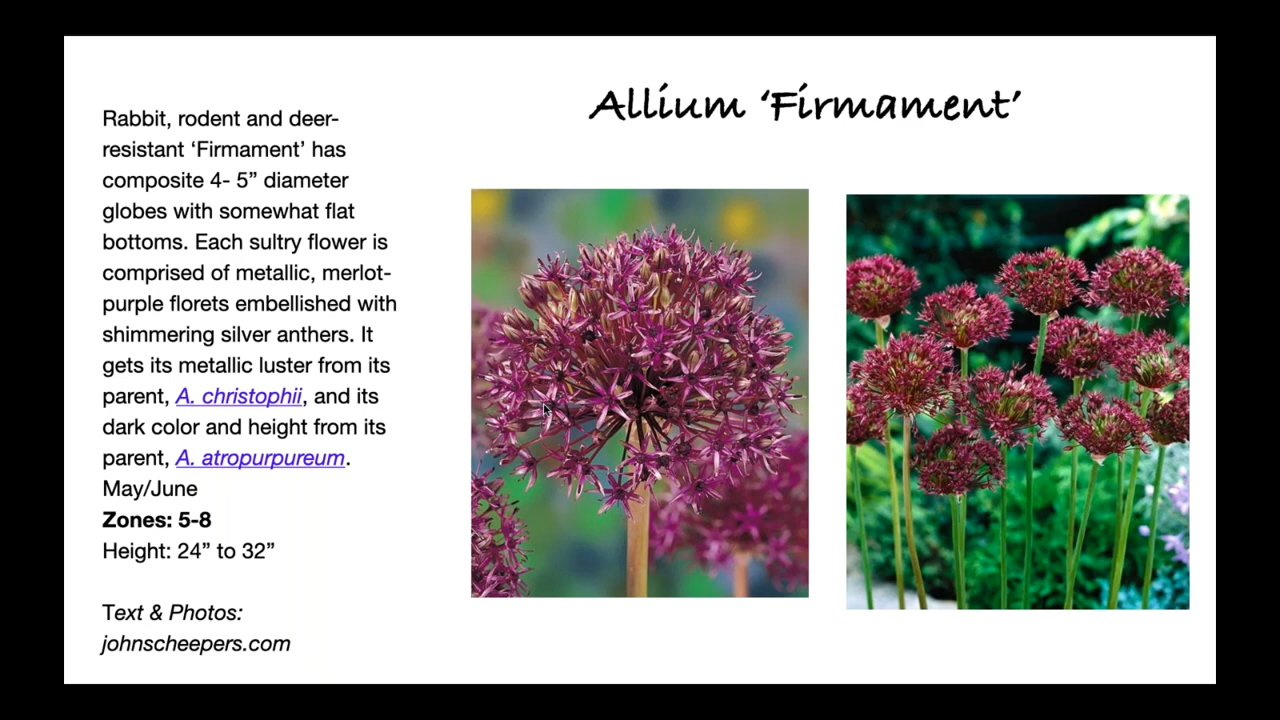 Allium ‘Firmament’
Rabbit, rodent and deer-
resistant ‘Firmament’ has
composite 4- 5” diameter
globes with somewhat flat
bottoms. Each sultry flower is
comprised of metallic, merlot-
purple florets embellished with
shimmering silver anthers. It
gets its metallic luster from its
parent, A. christophii, and its
dark color and height from its
parent, A. atropurpureum.
May/June
Zones: 5-8
Height: 24” to 32”
Text & Photos:
johnscheepers.com